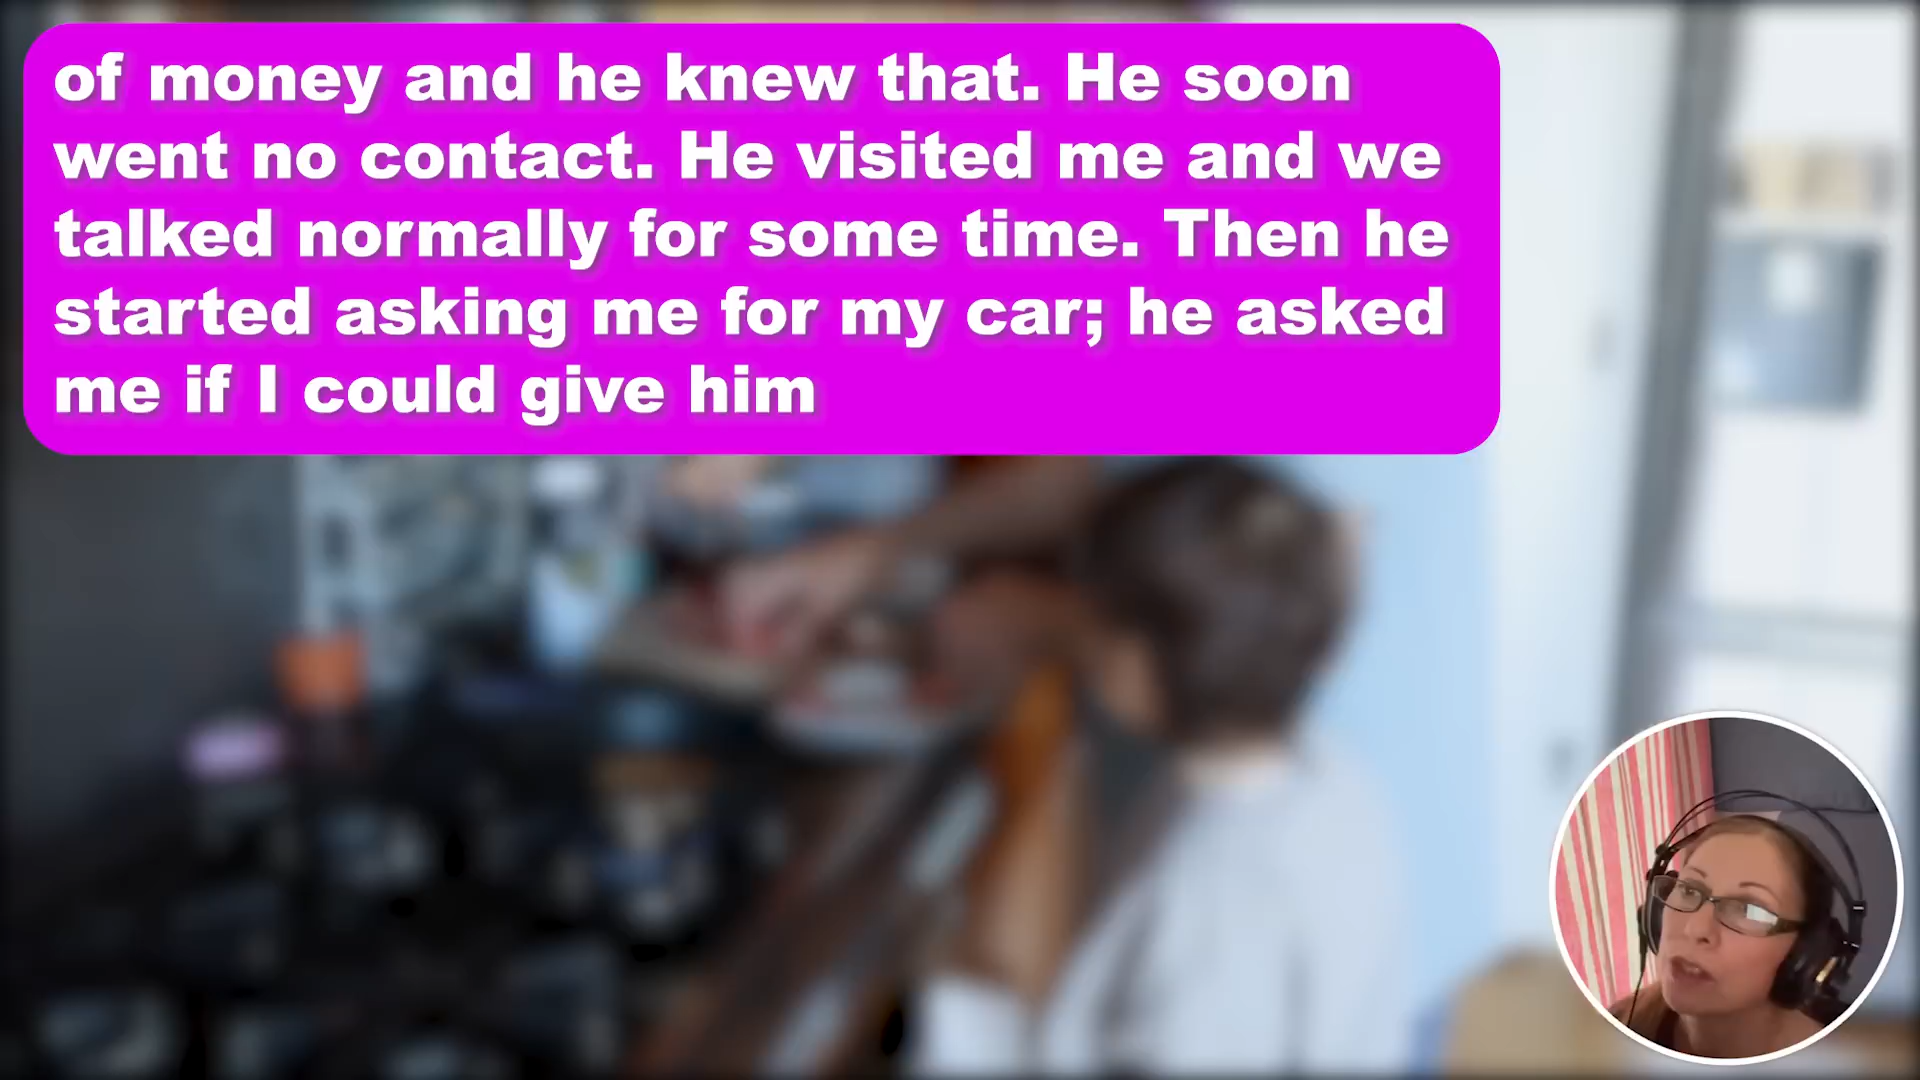 of money and he knew that. He soon
went no contact. He visited me and we
talked normally for some time. Then he
started asking me for my car; he asked
me if I could give him